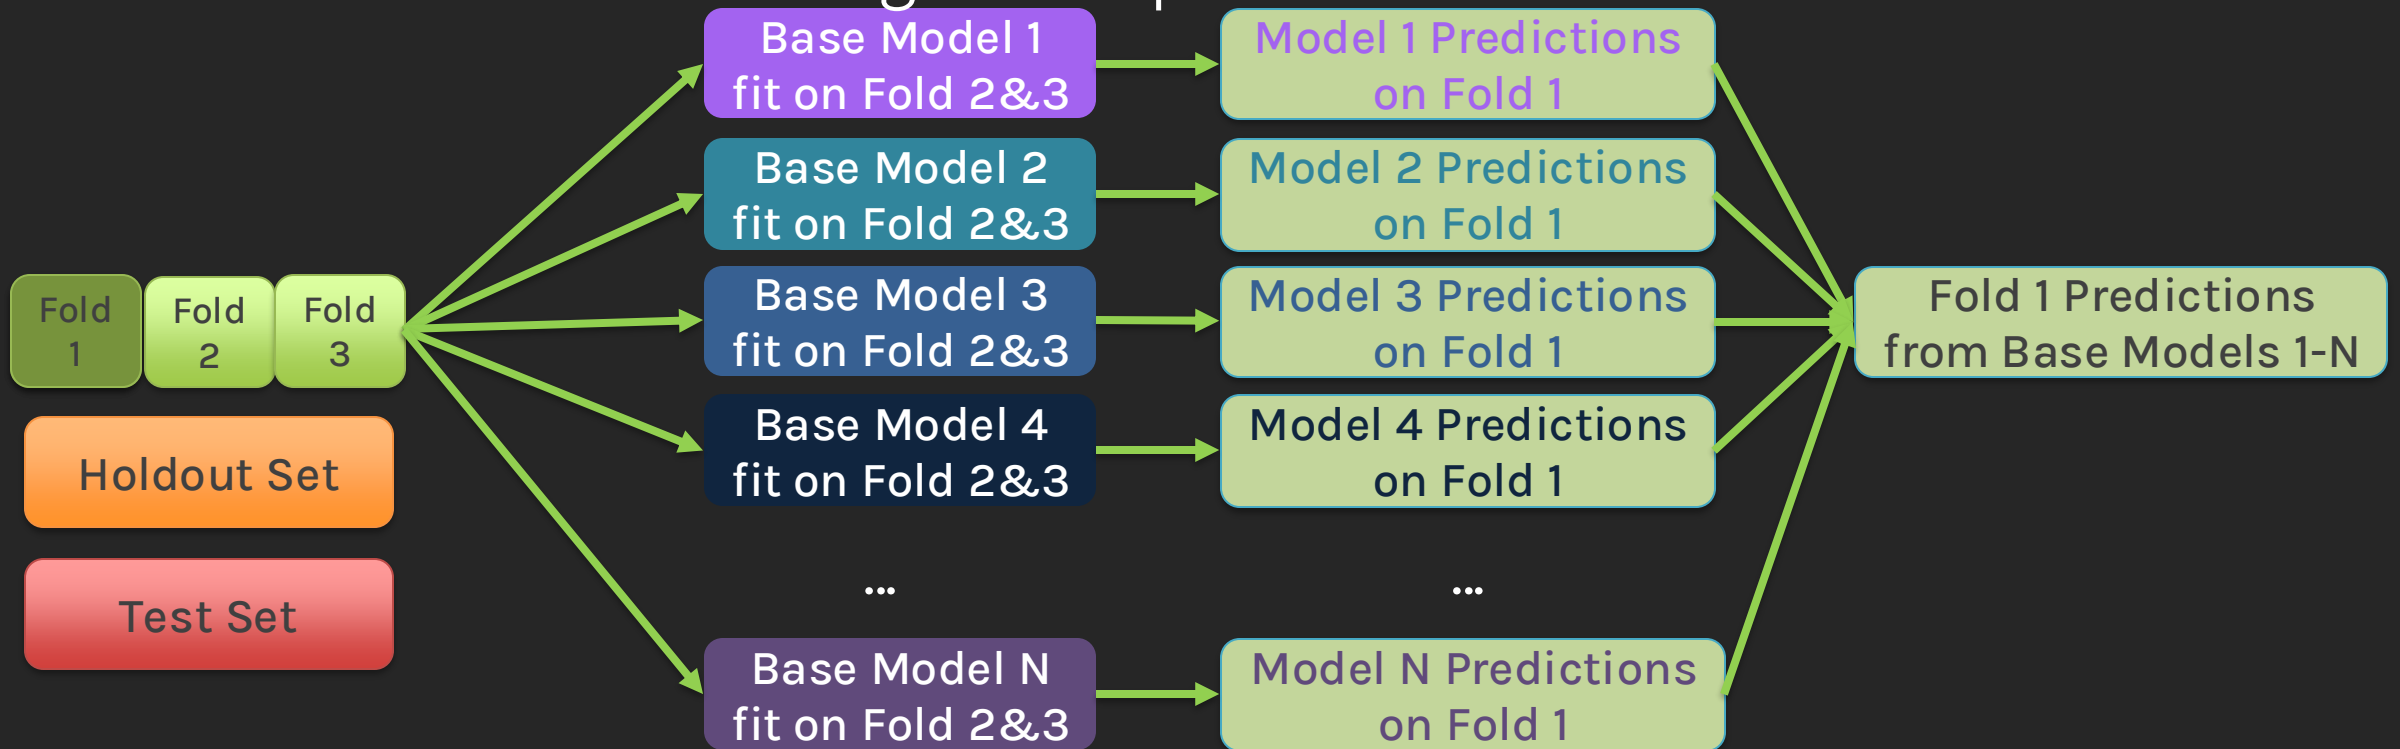 Base Model 1
fit on Fold 2&3
Model 1 Predictions
on Fold 1
Base Model 2
fit on Fold 2&3
Model 2 Predictions
on Fold 1
Fold
1
Fold
2
Fold
3
Base Model 3
fit on Fold 2&3
Model 3 Predictions
on Fold 1
Fold 1 Predictions
from Base Models 1-N
Holdout Set
Base Model 4
fit on Fold 2&3
Model 4 Predictions
on Fold 1
Test Set
...
...
Base Model N
fit on Fold 2&3
Model N Predictions
on Fold 1